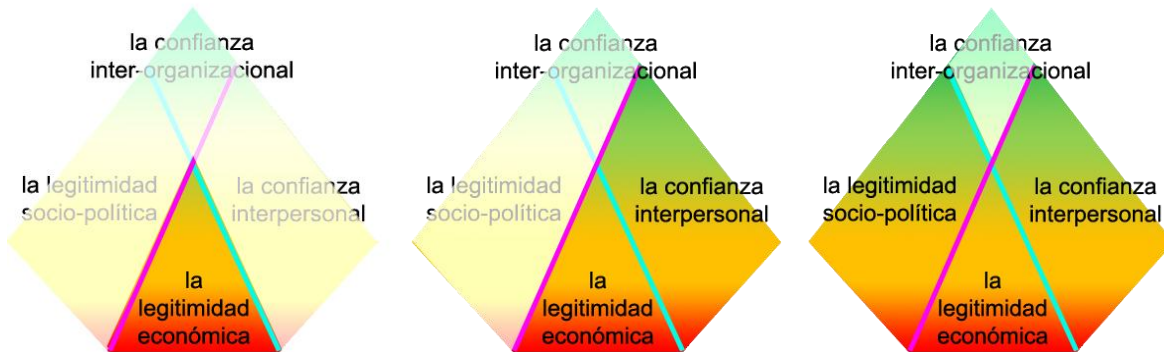 la confianza
inter-organizacional
la legitimidad
socio-política
la confianza
interpersonal
la
legitimidad
económica
la confianza
inter-organizacional
la legitimidad
socio-política
la confianza
interpersonal
la
legitimidad
económica
la confianza
inter-organizacional
la legitimidad
socio-política
la confianza
interpersonal
la
legitimidad
económica